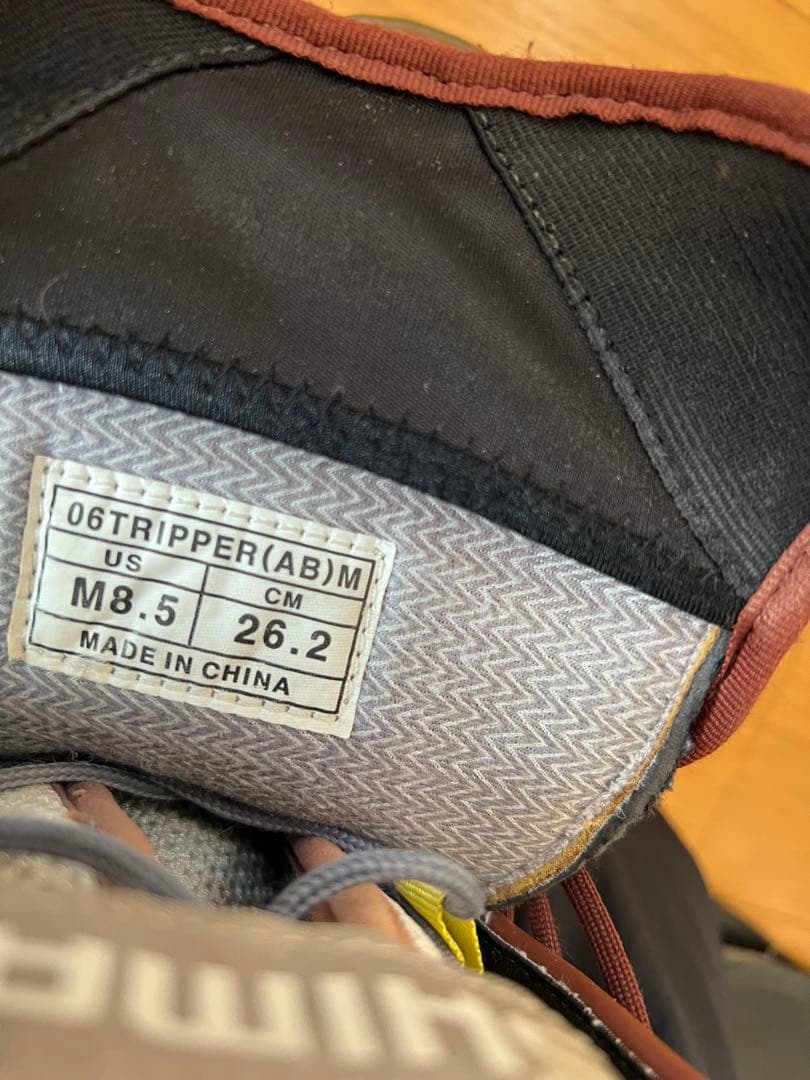 06TRIPPER(AB)M
US
CM
M8.5
26.2
MADE IN CHINA